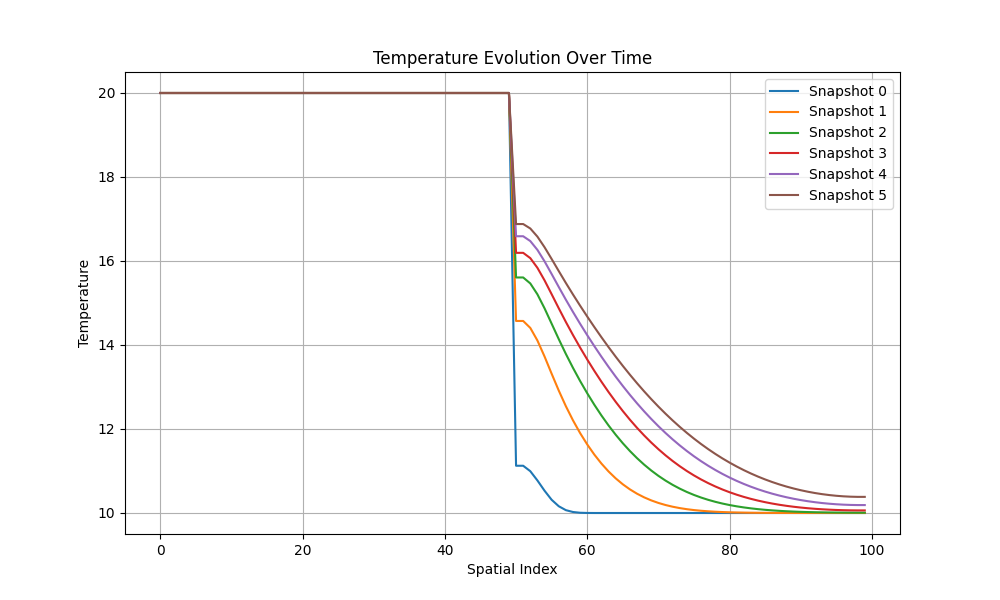 Temperature Evolution Over Time
Snapshot 0
Snapshot 1
Snapshot 2
Snapshot 3
Snapshot 4
Snapshot 5
Temperature
20
18
16
14
12
10
0 20 40 60 80 100
Spatial Index